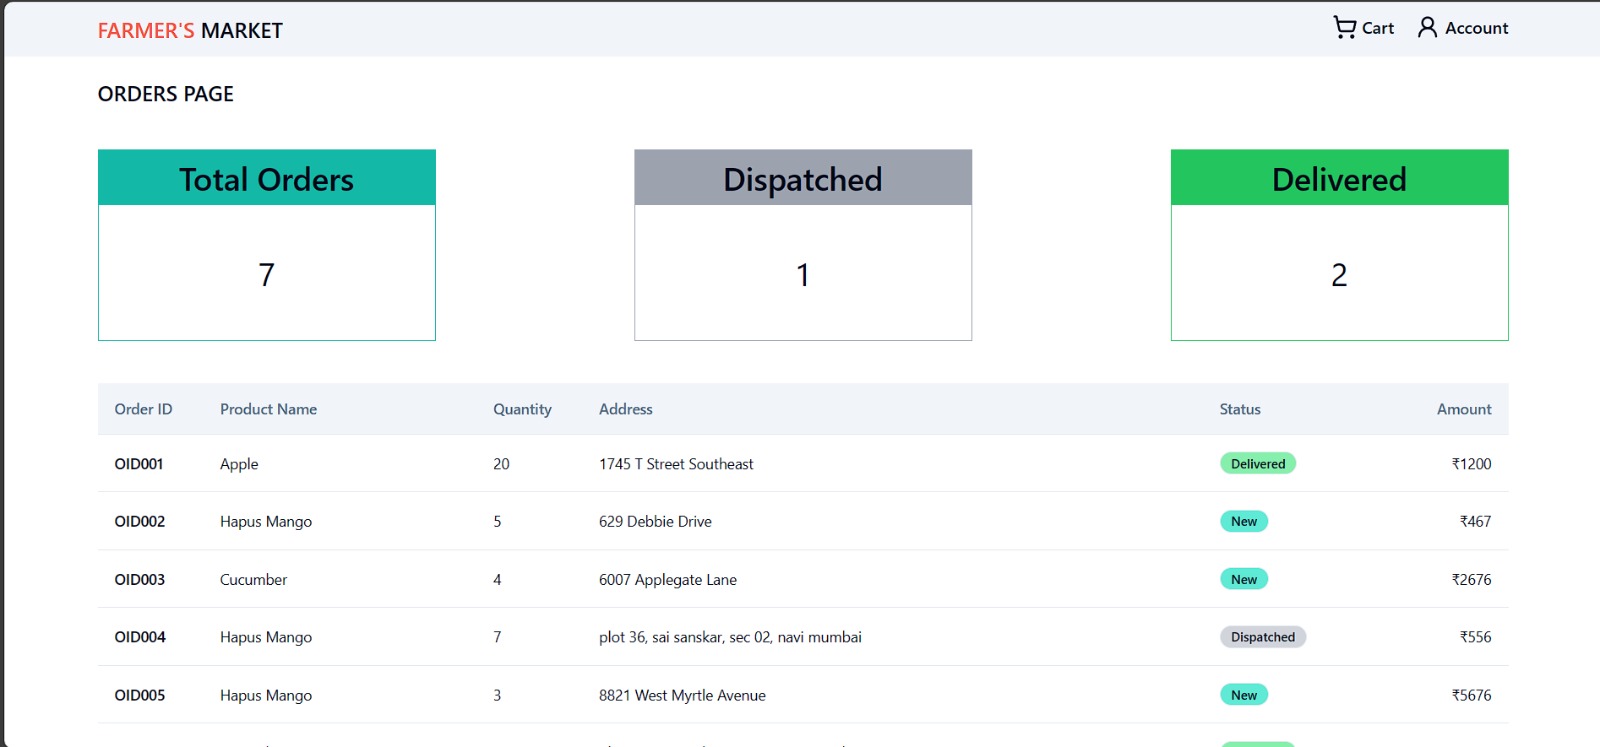 FARMER'S MARKET
Cart
Account
ORDERS PAGE
Total Orders
7
Dispatched
1
Delivered
2
Order ID Product Name Quantity Address Status Amount
OID001 Apple 20 1745 T Street Southeast Delivered ₹1200
OID002 Hapus Mango 5 629 Debbie Drive New ₹467
OID003 Cucumber 4 6007 Applegate Lane New ₹2676
OID004 Hapus Mango 7 plot 36, sai sanskar, sec 02, navi mumbai Dispatched ₹556
OID005 Hapus Mango 3 8821 West Myrtle Avenue New ₹5676